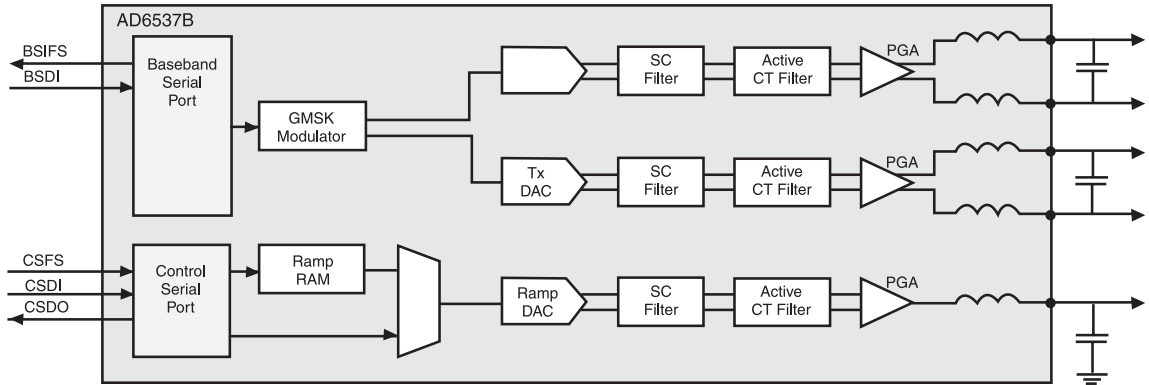 AD6537B
BSIFS
BSDI
Baseband
Serial
Port
GMSK
Modulator
SC
Filter
Active
CT Filter
PGA
Tx
DAC
SC
Filter
Active
CT Filter
PGA
CSFS
CSDI
CSDO
Control
Serial
Port
Ramp
RAM
Ramp
DAC
SC
Filter
Active
CT Filter
PGA